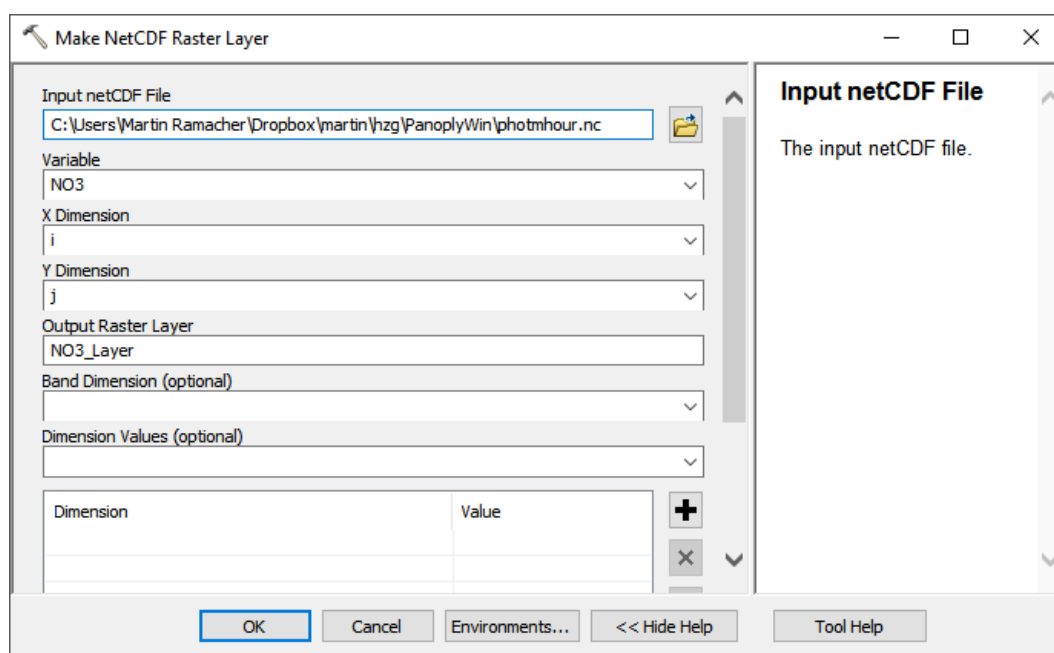 Make NetCDF Raster Layer
Input netCDF File
C:\Users\Martin Ramacher\Dropbox\martin\hzg\PanoplyWin\photmhour.nc
Variable
NO3
X Dimension
i
Y Dimension
j
Output Raster Layer
NO3_Layer
Band Dimension (optional)
Dimension Values (optional)
Dimension Value
Input netCDF File
The input netCDF file.
OK Cancel Environments... << Hide Help Tool Help